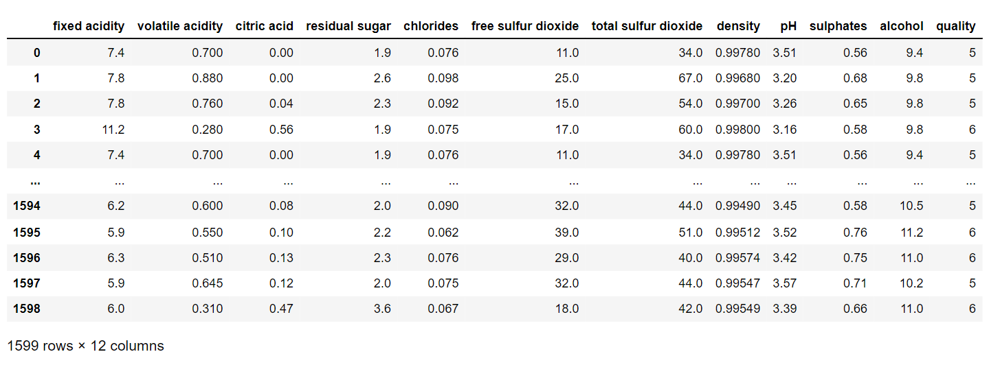 fixed acidity volatile acidity citric acid residual sugar chlorides free sulfur dioxide total sulfur dioxide density pH sulphates alcohol quality
0 7.4 0.700 0.00 1.9 0.076 11.0 34.0 0.99780 3.51 0.56 9.4 5
1 7.8 0.880 0.00 2.6 0.098 25.0 67.0 0.99680 3.20 0.68 9.8 5
2 7.8 0.760 0.04 2.3 0.092 15.0 54.0 0.99700 3.26 0.65 9.8 5
3 11.2 0.280 0.56 1.9 0.075 17.0 60.0 0.99800 3.16 0.58 9.8 6
4 7.4 0.700 0.00 1.9 0.076 11.0 34.0 0.99780 3.51 0.56 9.4 5
... ... ... ... ... ... ... ... ... ... ... ... ...
1594 6.2 0.600 0.08 2.0 0.090 32.0 44.0 0.99490 3.45 0.58 10.5 5
1595 5.9 0.550 0.10 2.2 0.062 39.0 51.0 0.99512 3.52 0.76 11.2 6
1596 6.3 0.510 0.13 2.3 0.076 29.0 40.0 0.99574 3.42 0.75 11.0 6
1597 5.9 0.645 0.12 2.0 0.075 32.0 44.0 0.99547 3.57 0.71 10.2 5
1598 6.0 0.310 0.47 3.6 0.067 18.0 42.0 0.99549 3.39 0.66 11.0 6
1599 rows × 12 columns